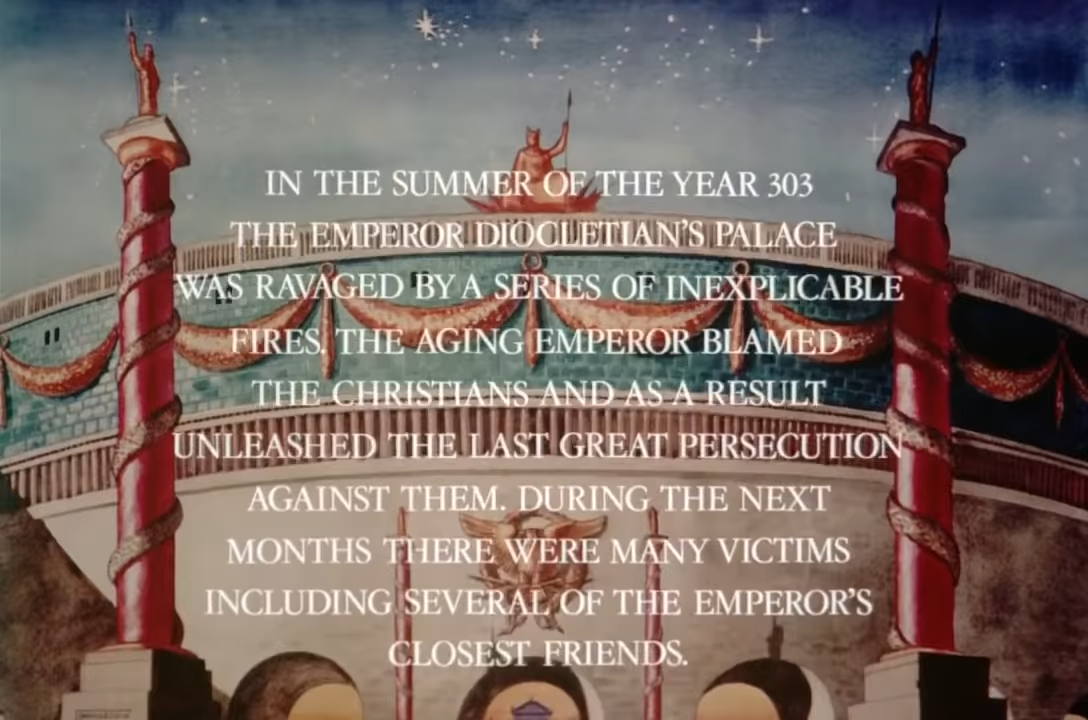 IN THE SUMMER OF THE YEAR 303
THE EMPEROR DIOCLETIAN'S PALACE
WAS RAVAGED BY A SERIES OF INEXPLICABLE
FIRES. THE AGING EMPEROR BLAMED
THE CHRISTIANS AND AS A RESULT
UNLEASHED THE LAST GREAT PERSECUTION
AGAINST THEM. DURING THE NEXT
MONTHS THERE WERE MANY VICTIMS
INCLUDING SEVERAL OF THE EMPEROR'S
CLOSEST FRIENDS.